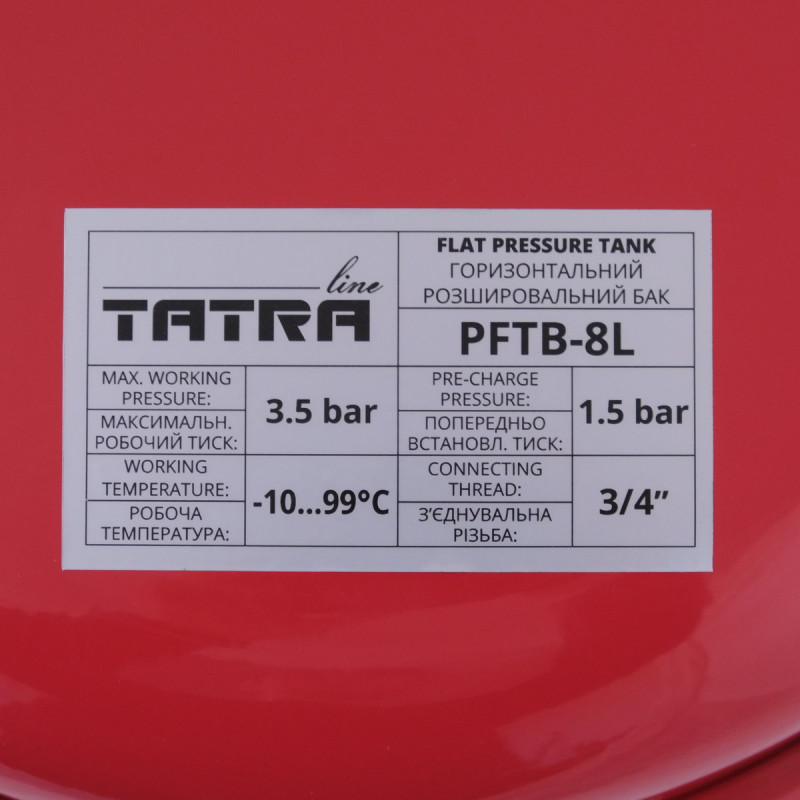 line
TATRA
FLAT PRESSURE TANK
ГОРИЗОНТАЛЬНИЙ
РОЗШИРОВАЛЬНИЙ БАК
PFTB-8L
MAX. WORKING
PRESSURE:
МАКСИМАЛЬН.
РОБОЧИЙ ТИСК:
3.5 bar
PRE-CHARGE
PRESSURE:
ПОПЕРЕДНЬО
ВСТАНОВЛ. ТИСК:
1.5 bar
WORKING
TEMPERATURE:
РОБОЧА
ТЕМПЕРАТУРА:
-10...99°C
CONNECTING
THREAD:
З’ЄДНУВАЛЬНА
РІЗЬБА:
3/4”